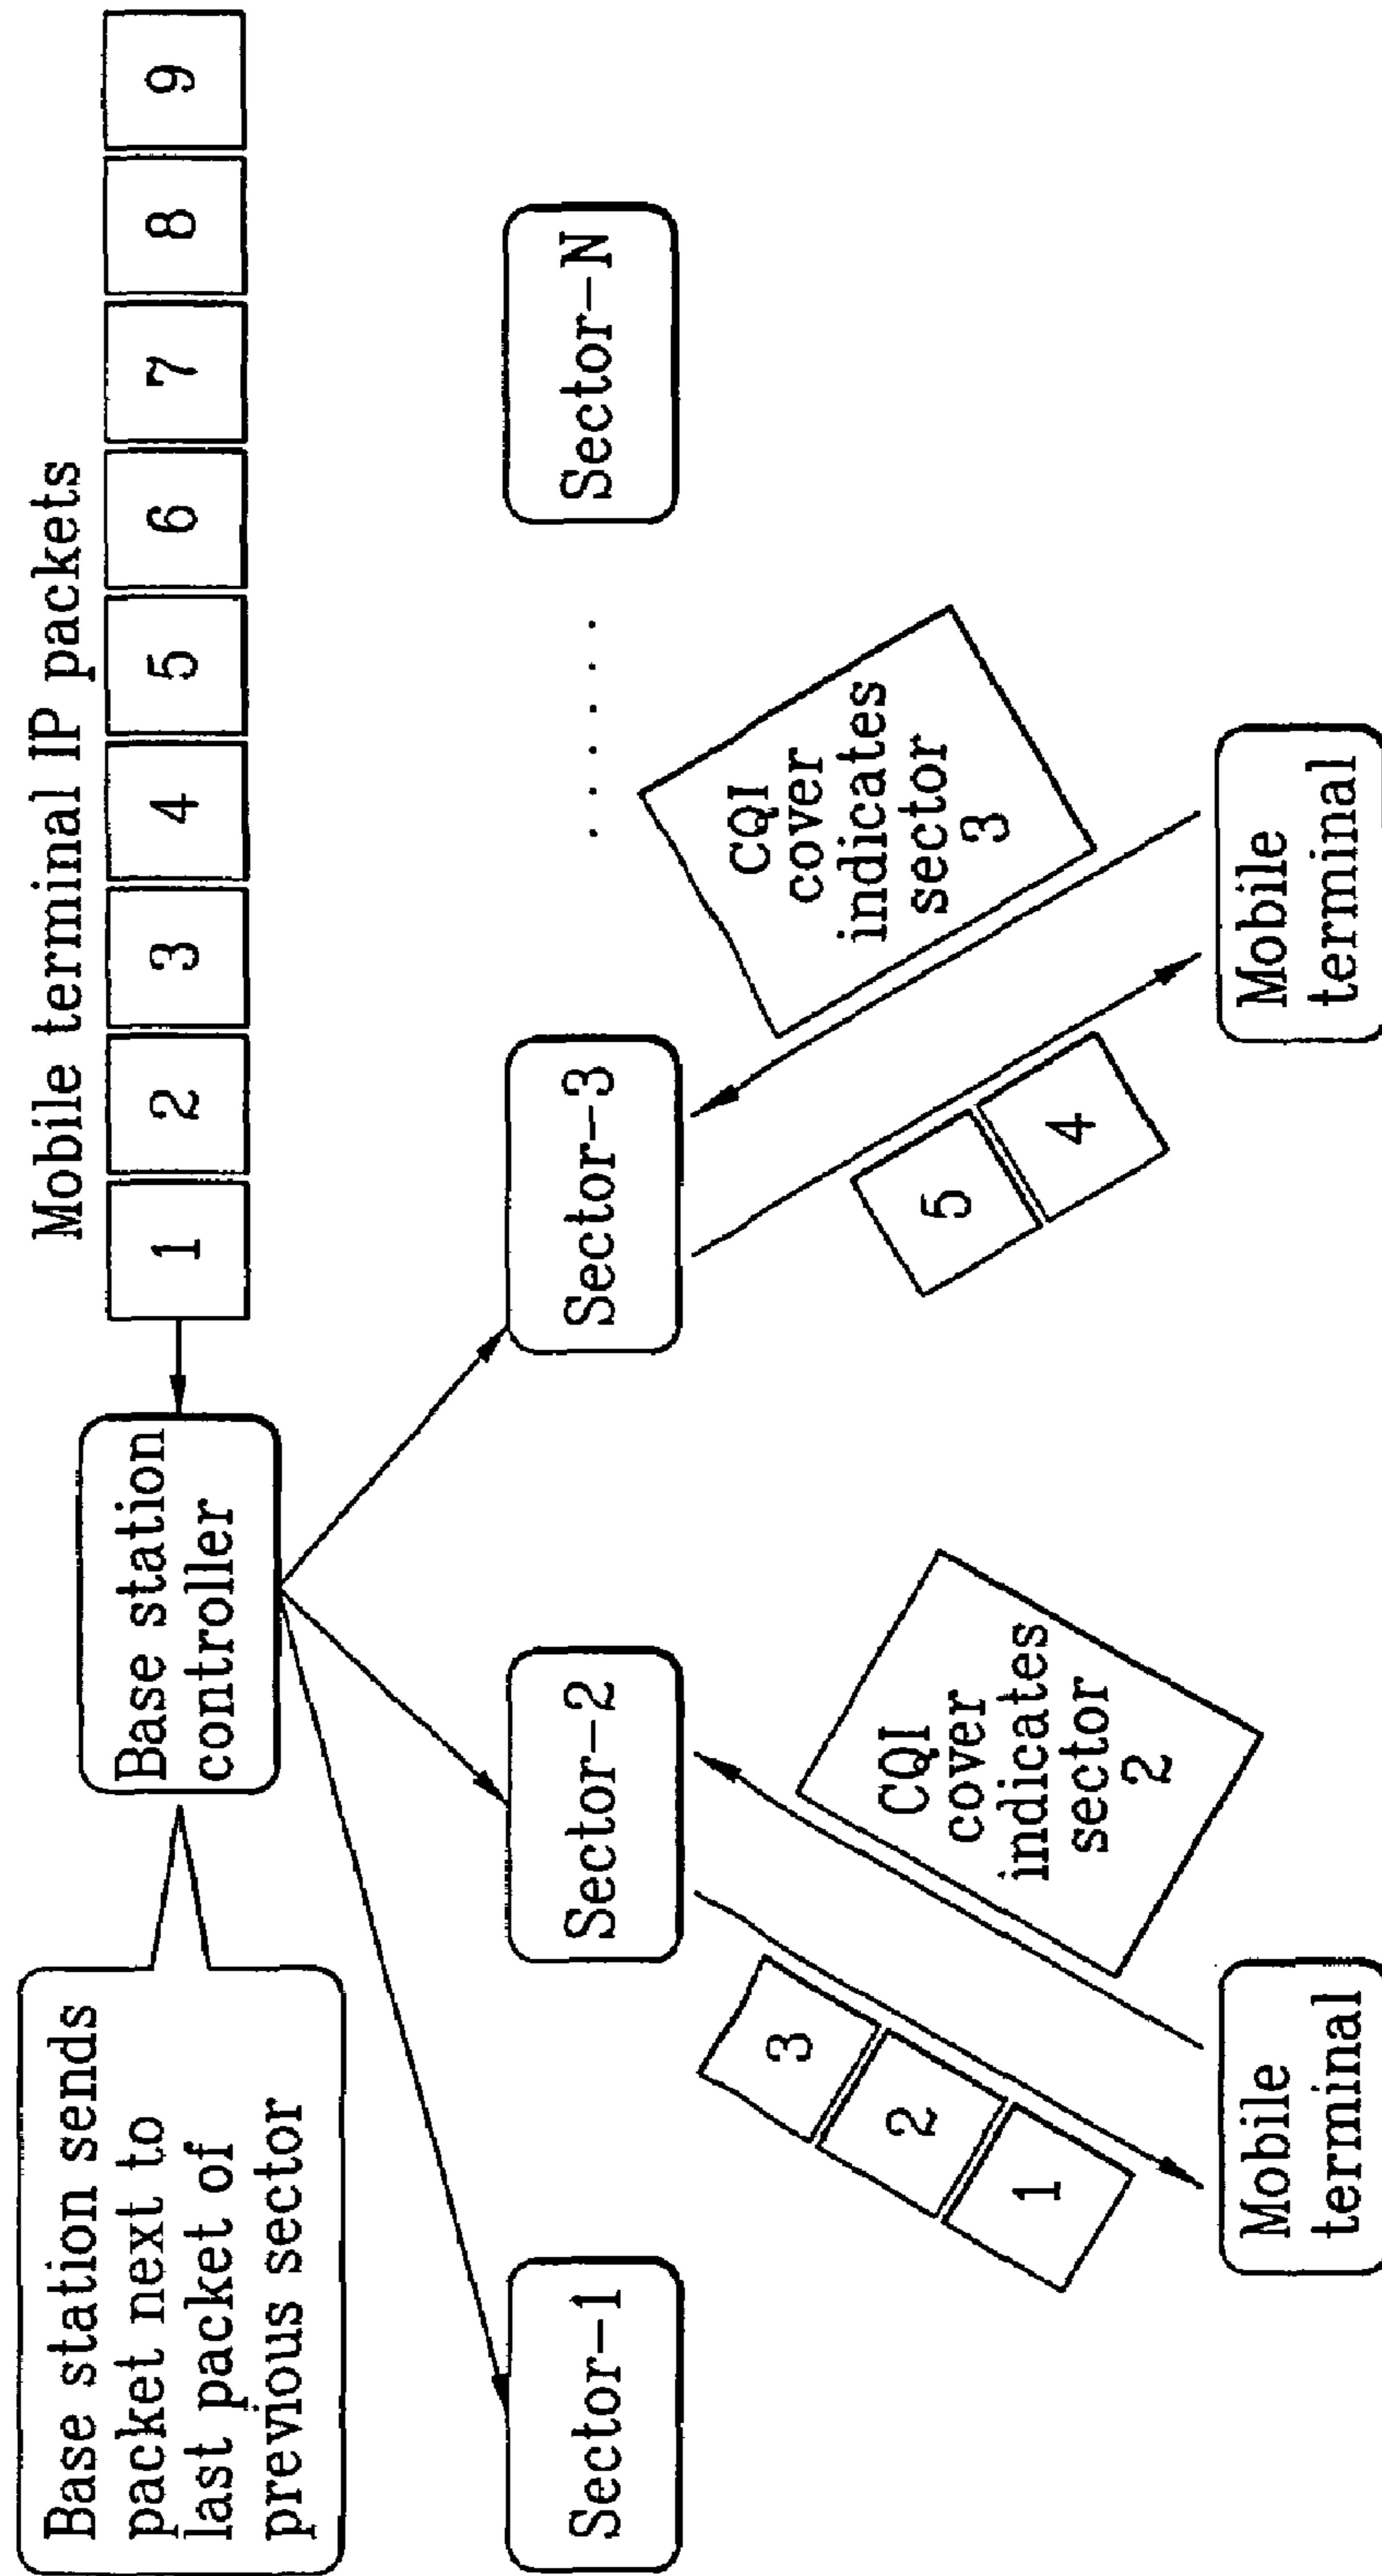 Mobile terminal IP packets
Base station sends
packet next to
last packet of
previous sector
Base station
controller
1 2 3 4 5 6 7 8 9
Sector-1
Sector-2
Sector-3
.....
Sector-N
3
2
1
CQI
cover
indicates
sector
2
5
4
CQI
cover
indicates
sector
3
Mobile
terminal
Mobile
terminal